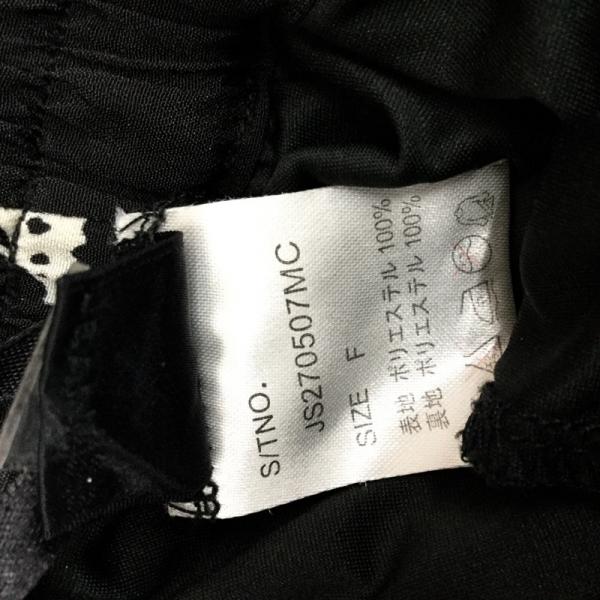 S/TNO.
JS270507MC
SIZE F
表地 ポリエステル 100%
裏地 ポリエステル 100%